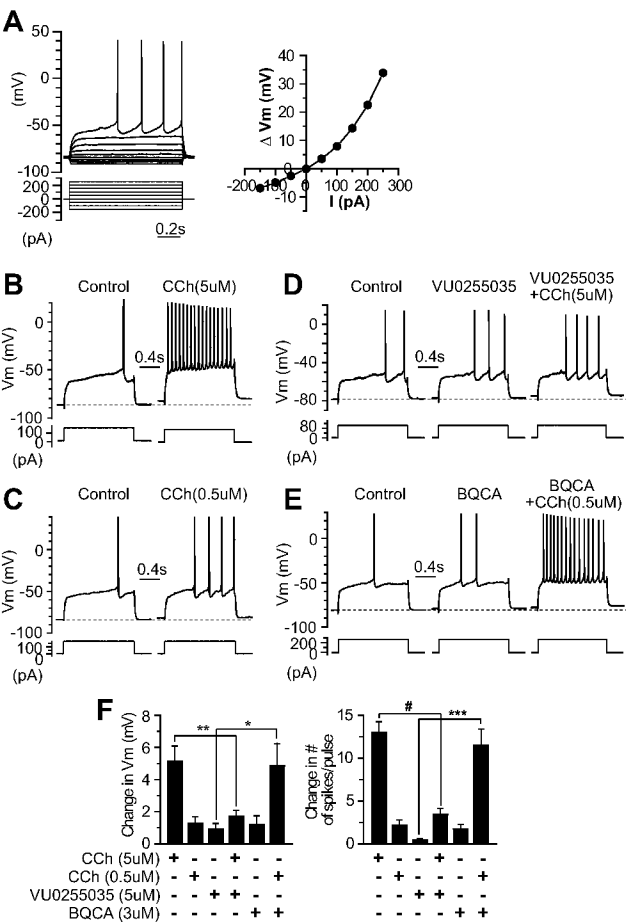 A
50
0
-50
-100
(mV)
200
0
-200
(pA)
0.2s
40
30
20
10
0
-10
Δ Vm (mV)
-200 -100 0 100 200 300
I (pA)
B
Control CCh(5uM)
0
-50
-100
Vm (mV)
0.4s
100
0
(pA)
D
Control VU0255035 VU0255035
+CCh(5uM)
0
-40
-80
Vm (mV)
0.4s
80
0
(pA)
C
Control CCh(0.5uM)
0
-50
-100
Vm (mV)
0.4s
100
0
(pA)
E
Control BQCA BQCA
+CCh(0.5uM)
0
-50
-100
Vm (mV)
0.4s
200
0
(pA)
F
8
6
4
2
0
Change in Vm (mV)
** *
15
10
5
0
Change in #
of spikes/pulse
# ***
CCh (5uM) + - - + - - + - - + - -
CCh (0.5uM) - + - - - + - + - - - +
VU0255035 (5uM) - - + + - - - - + + - -
BQCA (3uM) - - - - + + - - - - + +